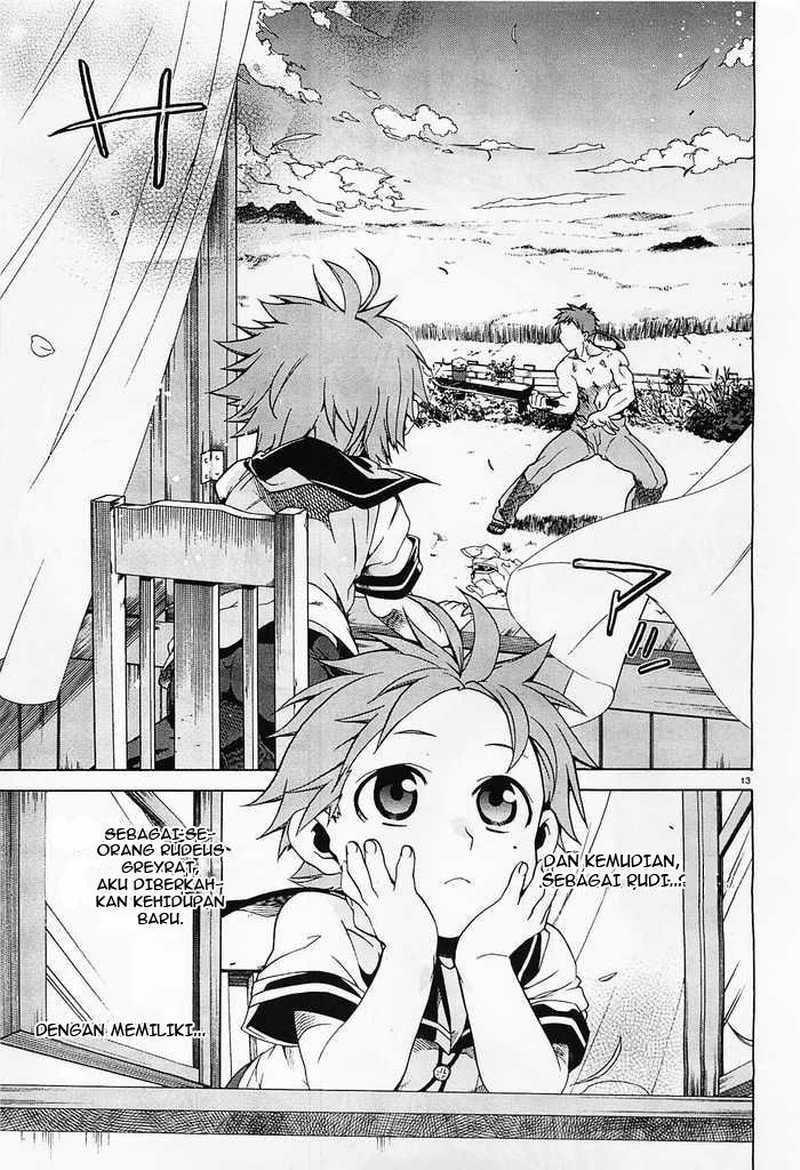 13
DAN KEMUDIAN,
SEBAGAI RUDI...?
SEBAGAI SE-
ORANG RUDEUS
GREYRAT,
AKU DIBERKAH-
KAN KEHIDUPAN
BARU.
DENGAN MEMILIKI...